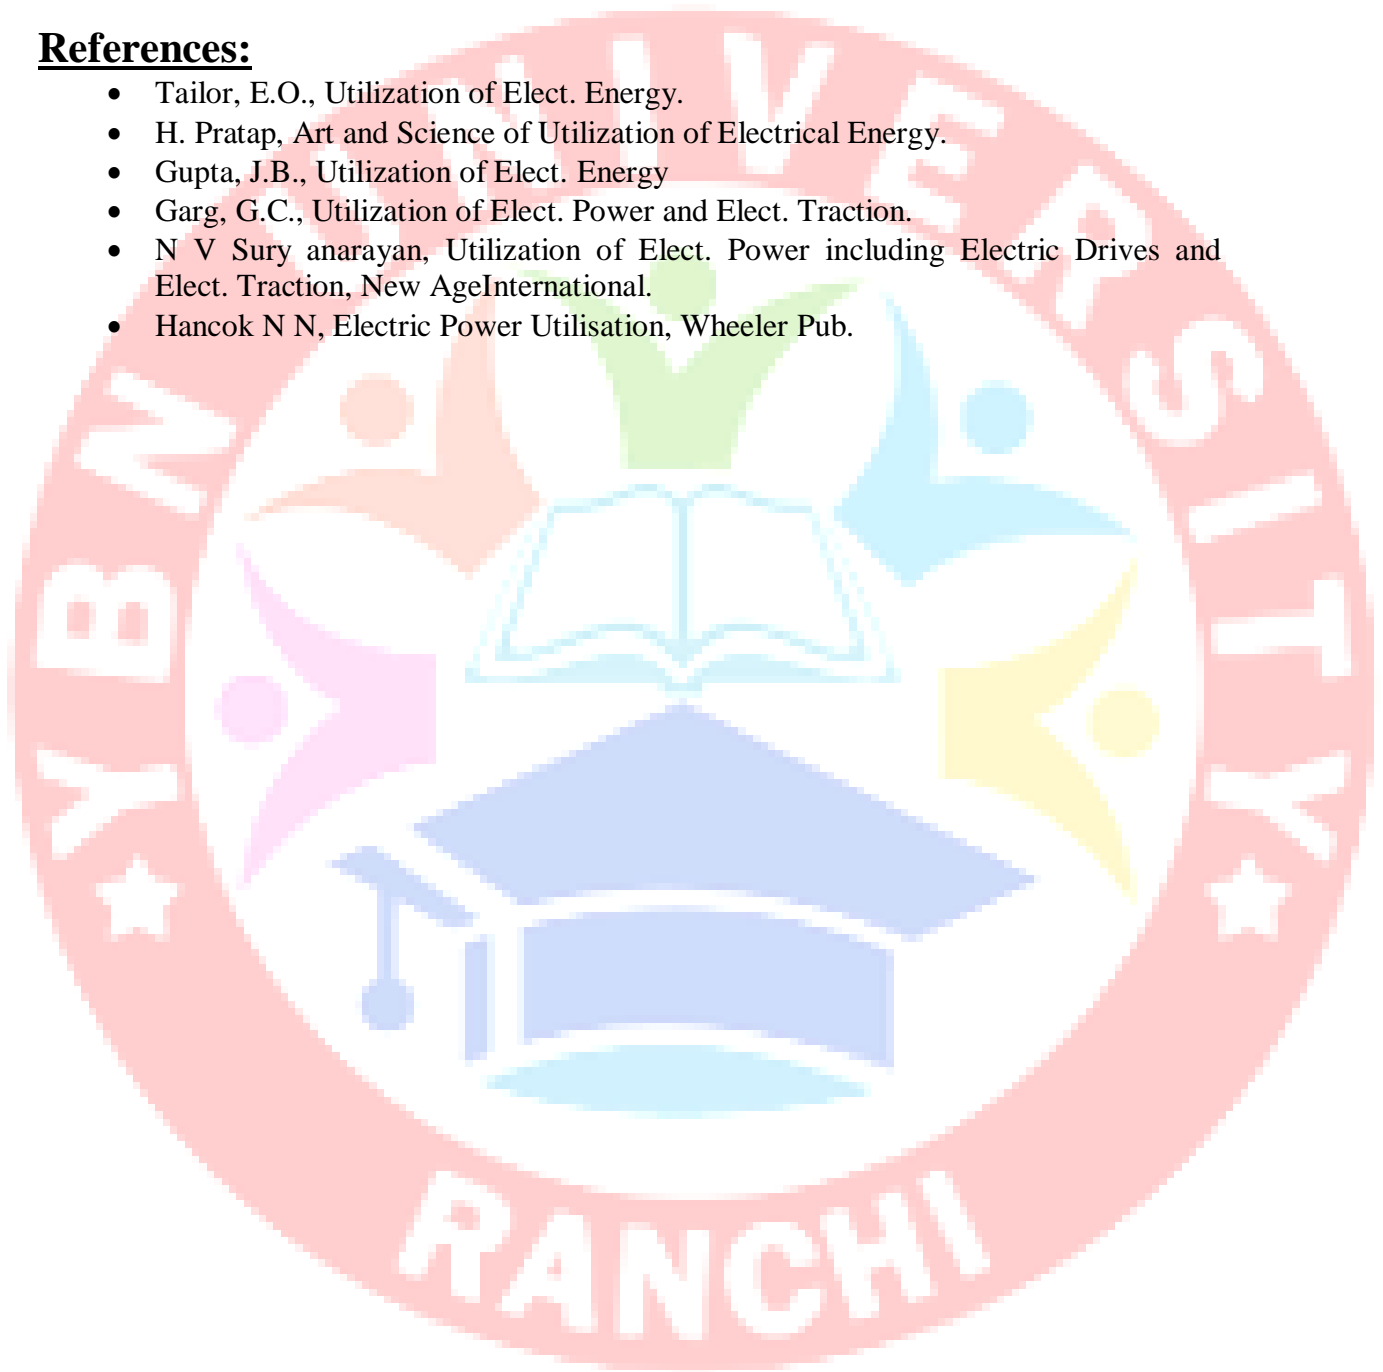 References:
• Tailor, E.O., Utilization of Elect. Energy.
• H. Pratap, Art and Science of Utilization of Electrical Energy.
• Gupta, J.B., Utilization of Elect. Energy
• Garg, G.C., Utilization of Elect. Power and Elect. Traction.
• N V Sury anarayan, Utilization of Elect. Power including Electric Drives and
Elect. Traction, New AgeInternational.
• Hancok N N, Electric Power Utilisation, Wheeler Pub.
YBN UNIVERSITY
RANCHI